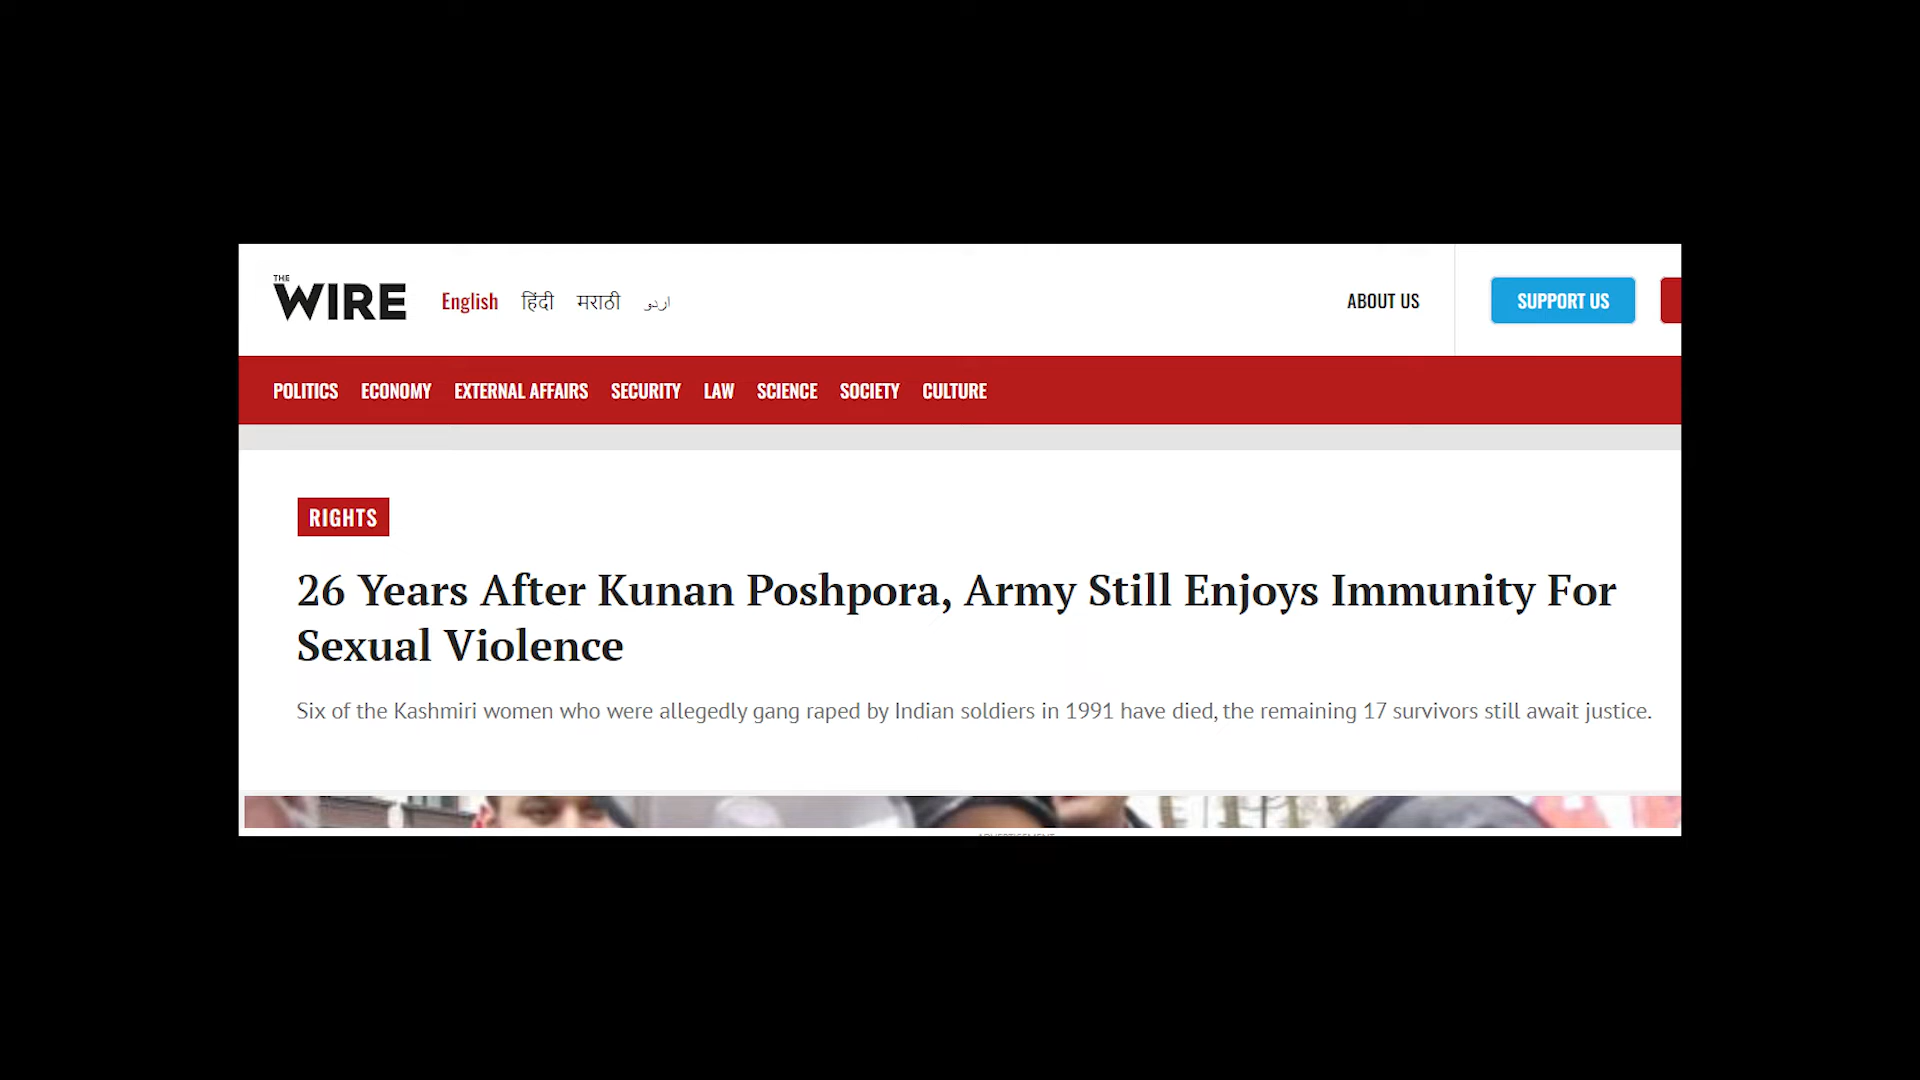 THE
WIRE
English हिंदी मराठी اردو
ABOUT US
SUPPORT US
POLITICS ECONOMY EXTERNAL AFFAIRS SECURITY LAW SCIENCE SOCIETY CULTURE
RIGHTS
26 Years After Kunan Poshpora, Army Still Enjoys Immunity For
Sexual Violence
Six of the Kashmiri women who were allegedly gang raped by Indian soldiers in 1991 have died, the remaining 17 survivors still await justice.
ADVERTISEMENT